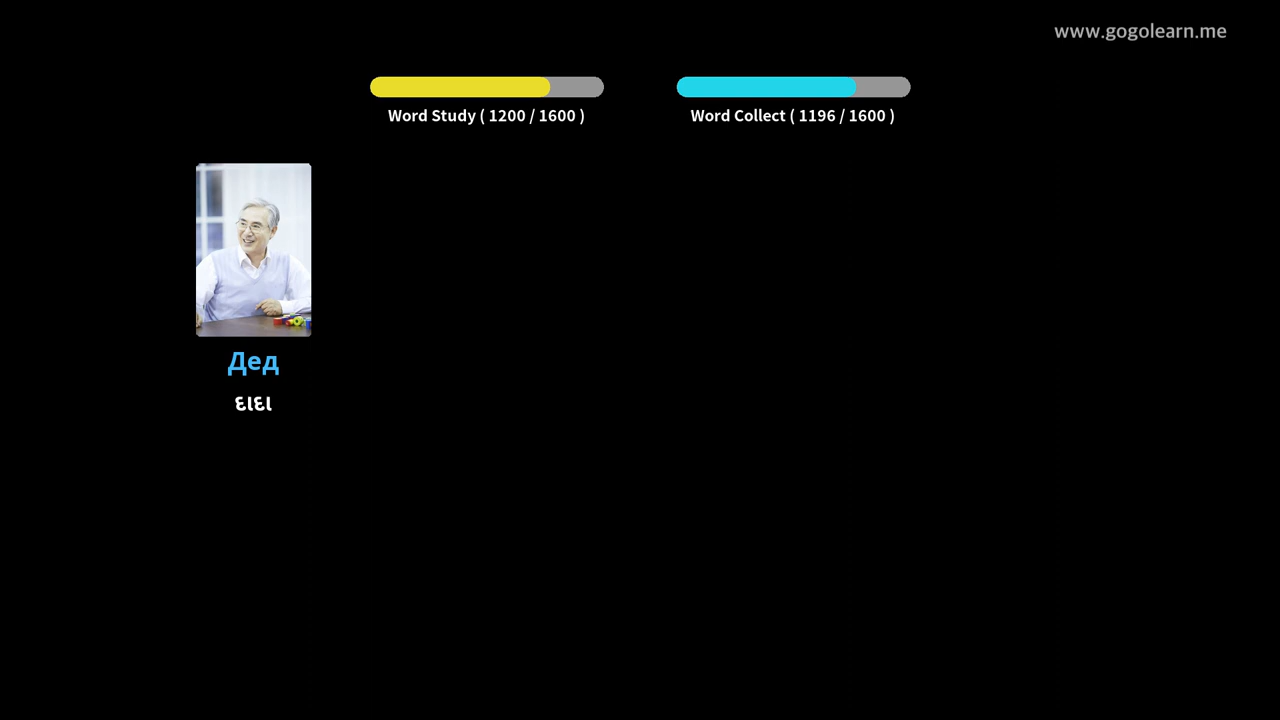 www.gogolearn.me
Word Study ( 1200 / 1600 )
Word Collect ( 1196 / 1600 )
Дед
દાદા